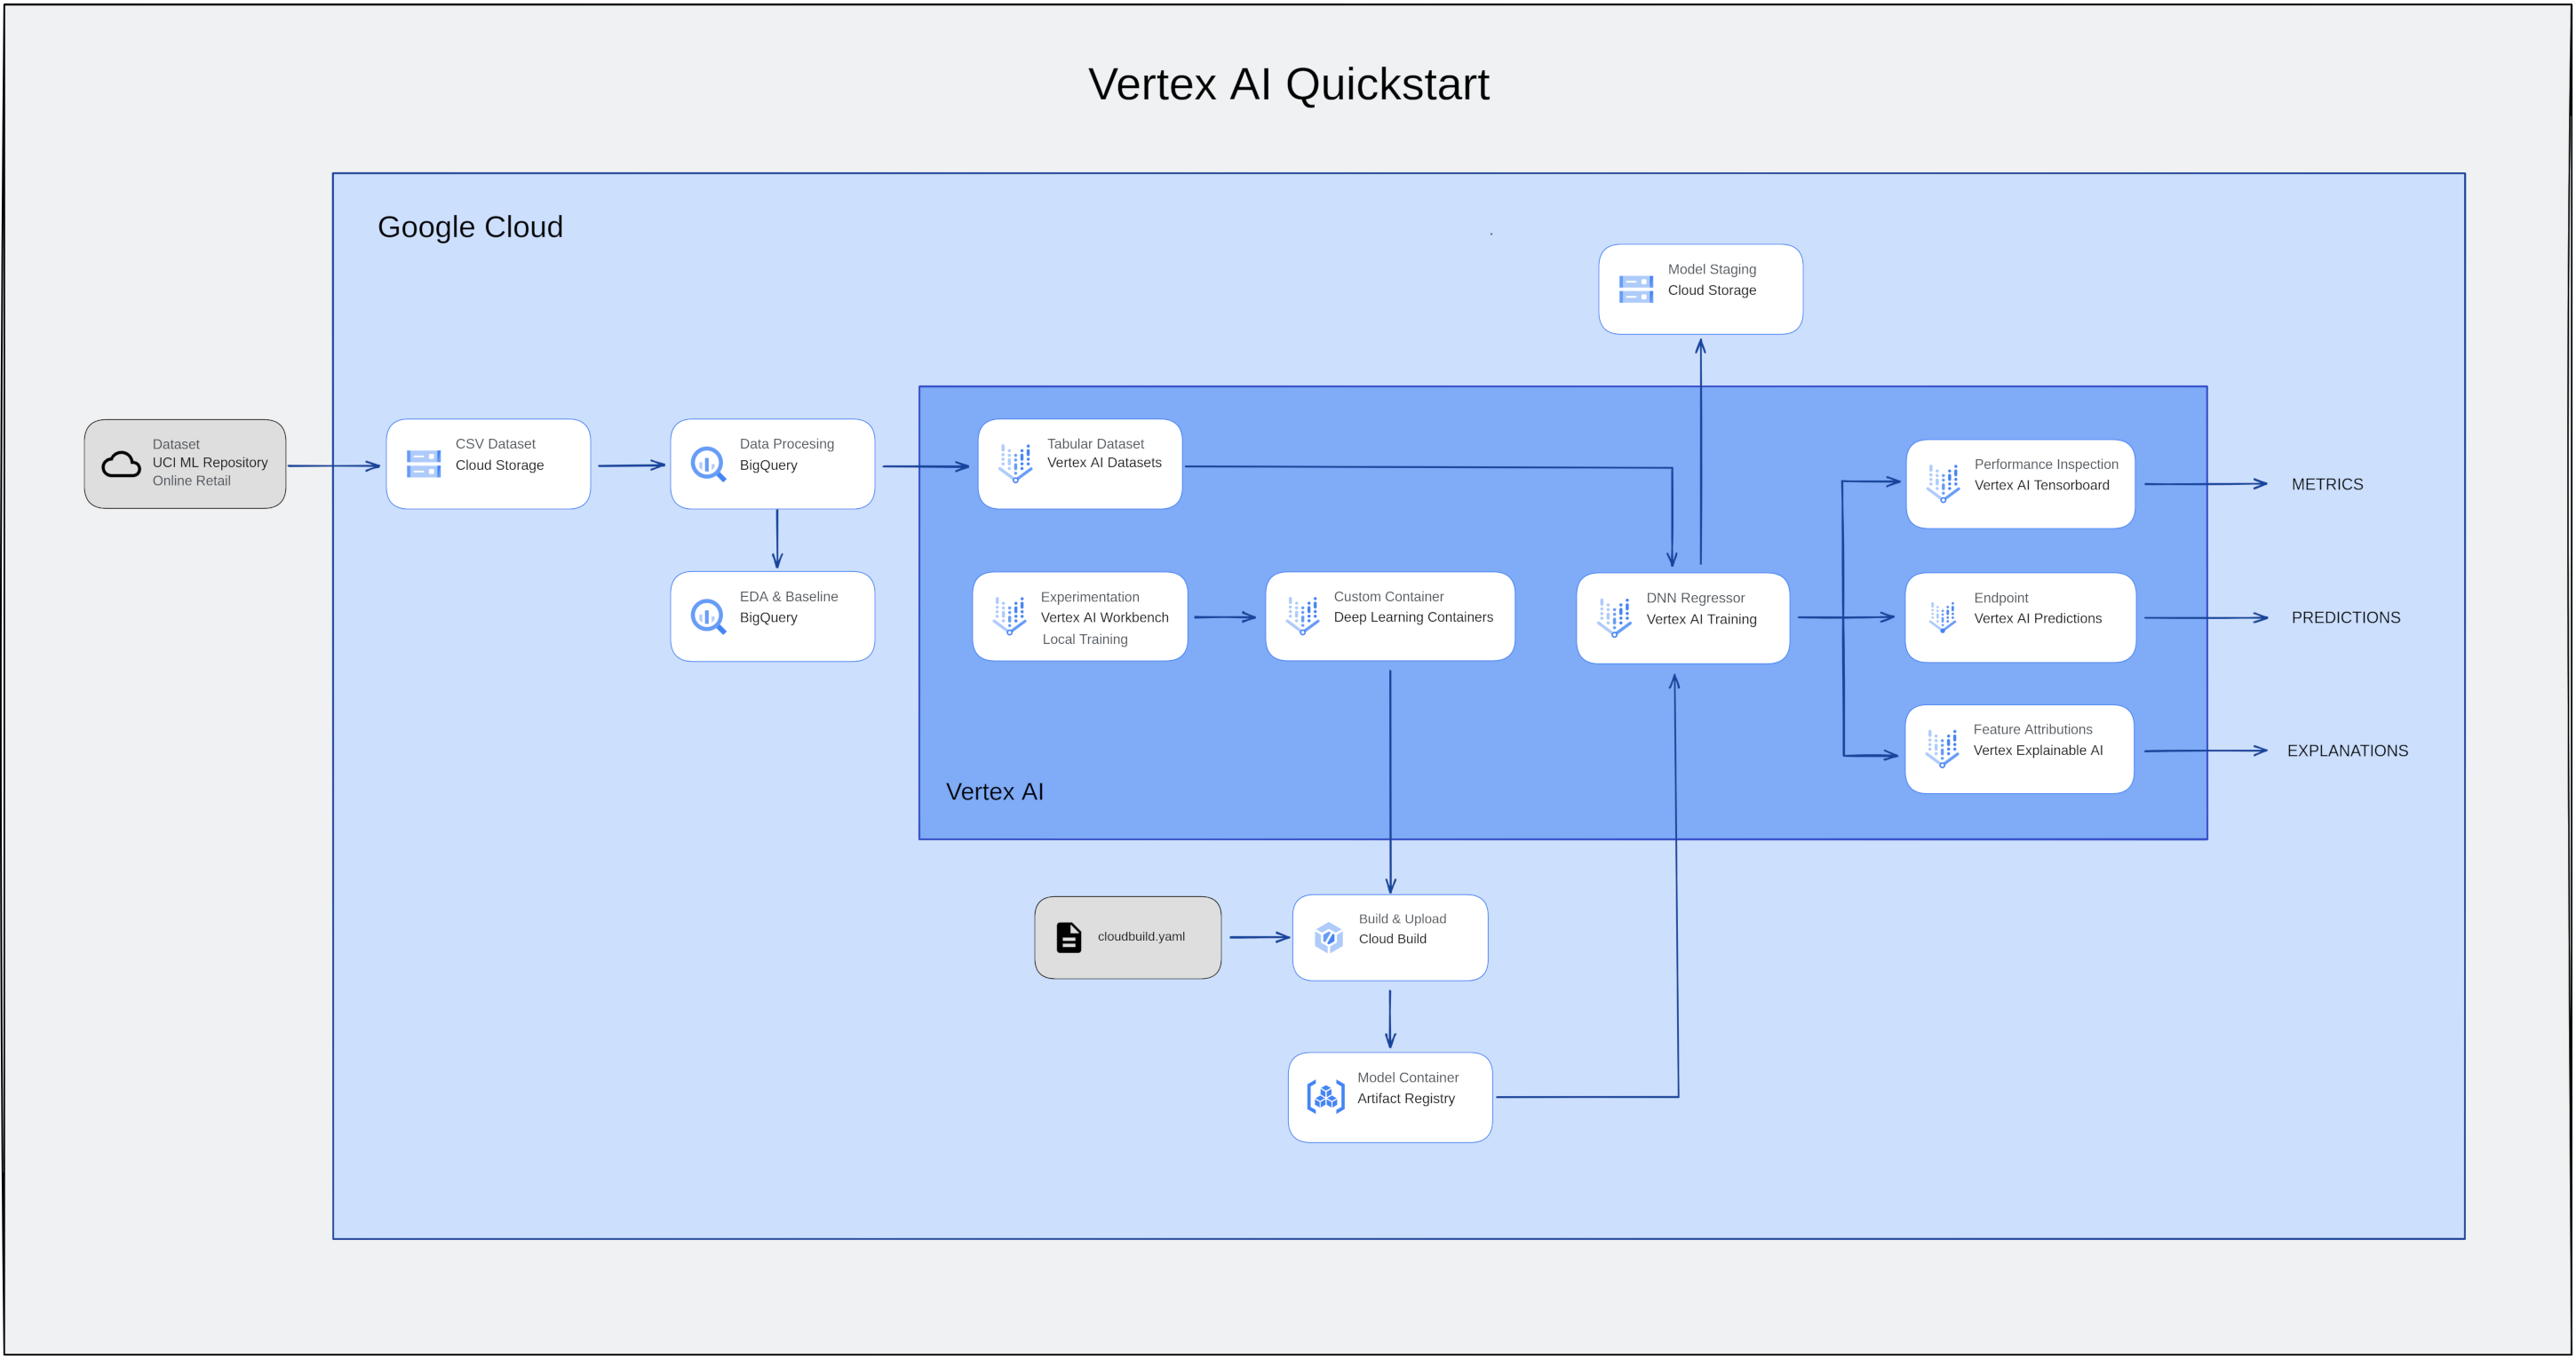 Vertex AI Quickstart
Google Cloud
Model Staging
Cloud Storage
Dataset
UCI ML Repository
Online Retail
CSV Dataset
Cloud Storage
Data Procesing
BigQuery
Tabular Dataset
Vertex AI Datasets
Performance Inspection
Vertex AI Tensorboard
METRICS
EDA & Baseline
BigQuery
Experimentation
Vertex AI Workbench
Local Training
Custom Container
Deep Learning Containers
DNN Regressor
Vertex AI Training
Endpoint
Vertex AI Predictions
PREDICTIONS
Feature Attributions
Vertex Explainable AI
EXPLANATIONS
Vertex AI
cloudbuild.yaml
Build & Upload
Cloud Build
Model Container
Artifact Registry